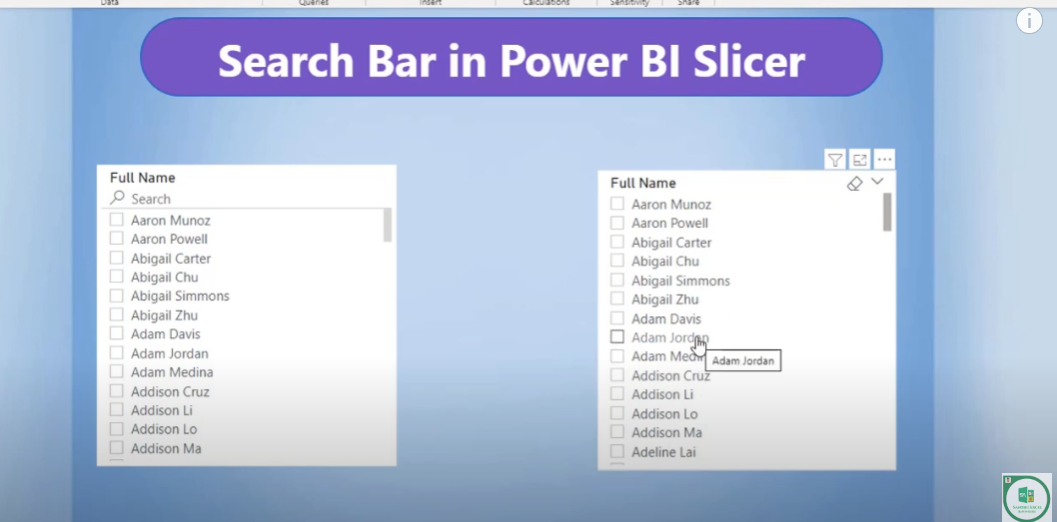 Data
Queries
Insert
Calculations
Sensitivity
Share
Search Bar in Power BI Slicer
Full Name
Search
Aaron Munoz
Aaron Powell
Abigail Carter
Abigail Chu
Abigail Simmons
Abigail Zhu
Adam Davis
Adam Jordan
Adam Medina
Addison Cruz
Addison Li
Addison Lo
Addison Ma
Full Name
Aaron Munoz
Aaron Powell
Abigail Carter
Abigail Chu
Abigail Simmons
Abigail Zhu
Adam Davis
Adam Jordan
Adam Jordan
Addison Cruz
Addison Li
Addison Lo
Addison Ma
Adeline Lai